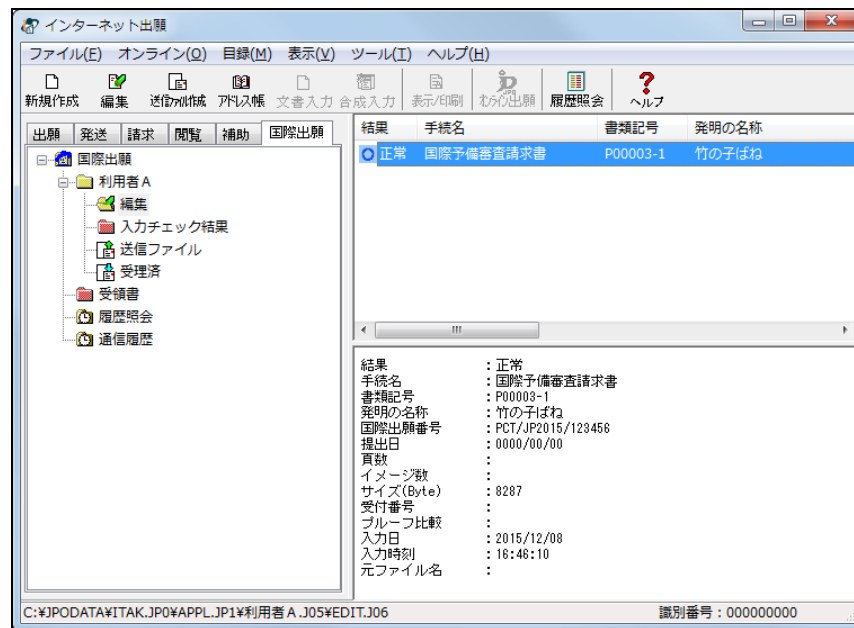 インターネット出願
ファイル(F) オンライン(O) 目録(M) 表示(V) ツール(T) ヘルプ(H)
新規作成 編集 送信ファイル作成 アドレス帳 文書入力 合成入力 表示/印刷 オンライン出願 履歴照会 ヘルプ
出願 発送 請求 閲覧 補助 国際出願
国際出願
利用者A
編集
入力チェック結果
送信ファイル
受理済
受領書
履歴照会
通信履歴
結果 手続名 書類記号 発明の名称
正常 国際予備審査請求書 P00003-1 竹の子ばね
結果 :正常
手続名 :国際予備審査請求書
書類記号 :P00003-1
発明の名称 :竹の子ばね
国際出願番号 :PCT/JP2015/123456
提出日 :0000/00/00
頁数 :
イメージ数 :
サイズ(Byte) :8287
受付番号 :
プルーフ比較 :
入力日 :2015/12/08
入力時刻 :16:46:10
元ファイル名 :
C:¥JPODATA¥ITAK.JP0¥APPL.JP1¥利用者A.J05¥EDIT.J06 識別番号:000000000